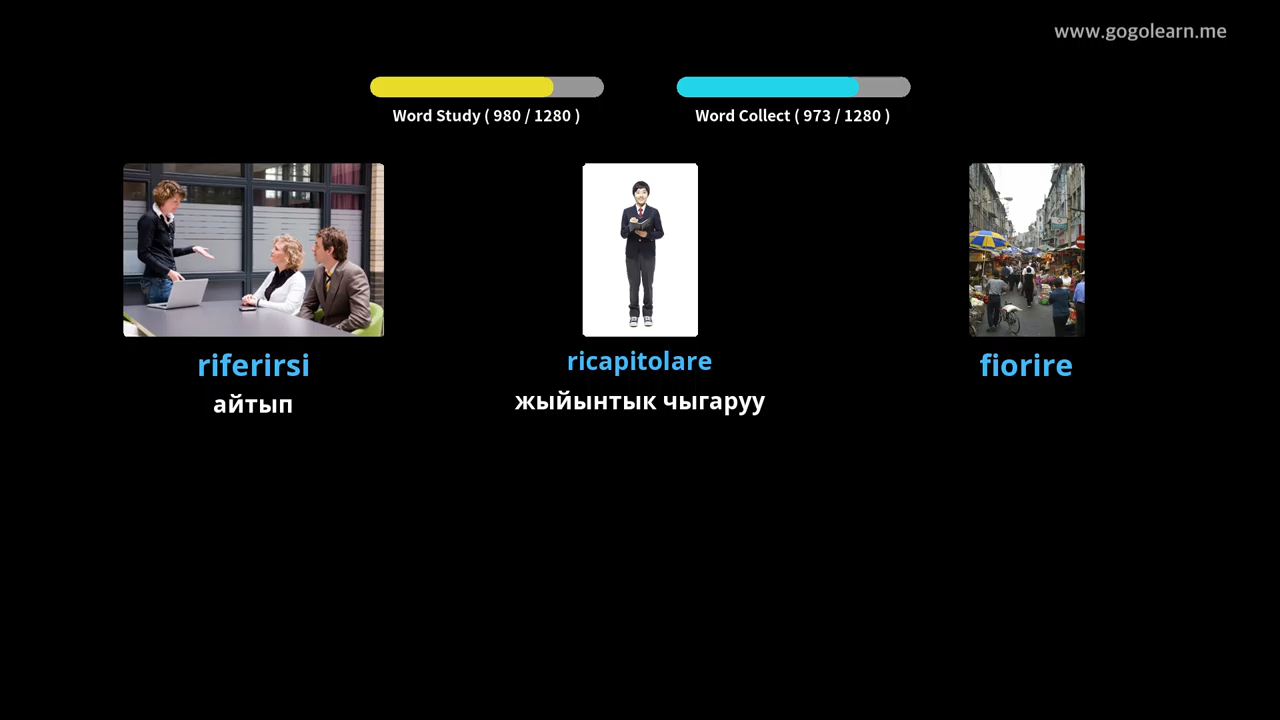 www.gogolearn.me
Word Study ( 980 / 1280 )
Word Collect ( 973 / 1280 )
riferirsi
айтып
ricapitolare
жыйынтык чыгаруу
fiorire